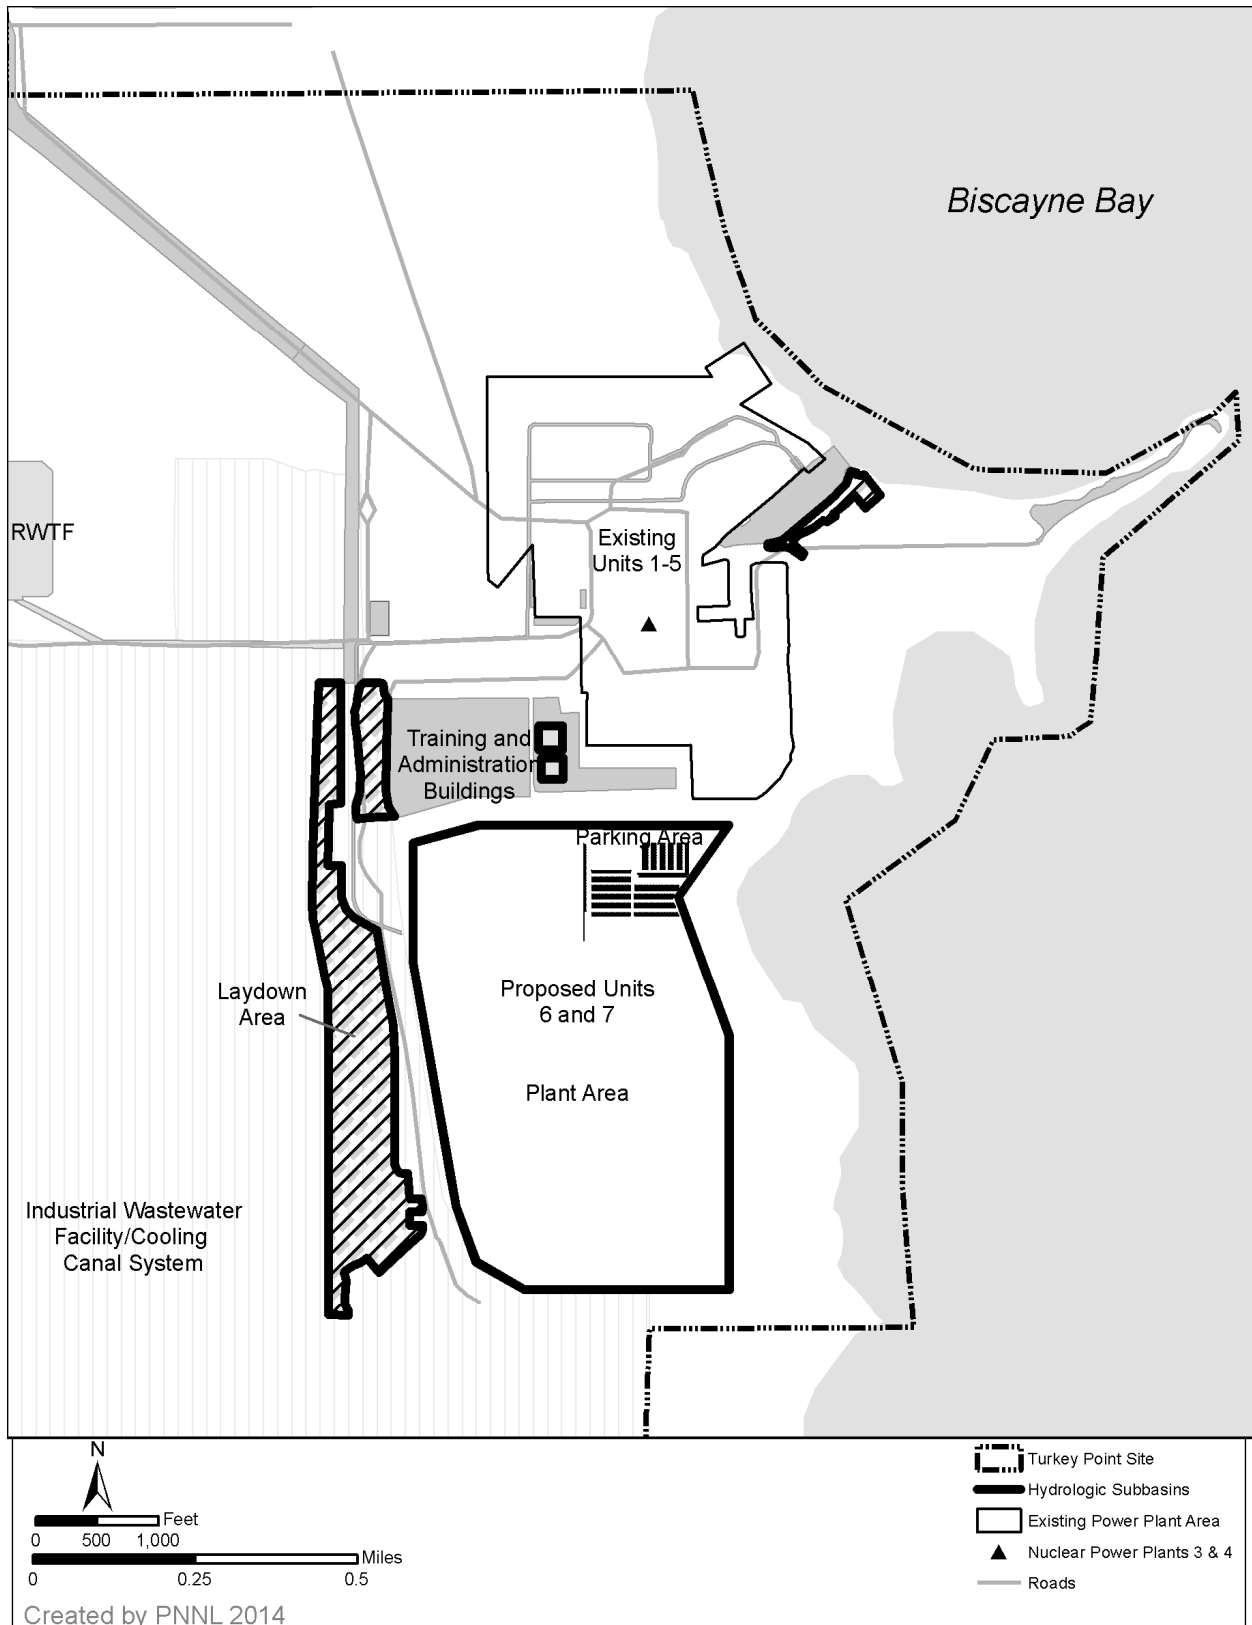 Biscayne Bay
RWTF
Existing
Units 1-5
Training and
Administration
Buildings
Parking Area
Laydown
Area
Proposed Units
6 and 7
Plant Area
Industrial Wastewater
Facility/Cooling
Canal System
N
Feet
0 500 1,000
Miles
0 0.25 0.5
Created by PNNL 2014
Turkey Point Site
Hydrologic Subbasins
Existing Power Plant Area
Nuclear Power Plants 3 & 4
Roads